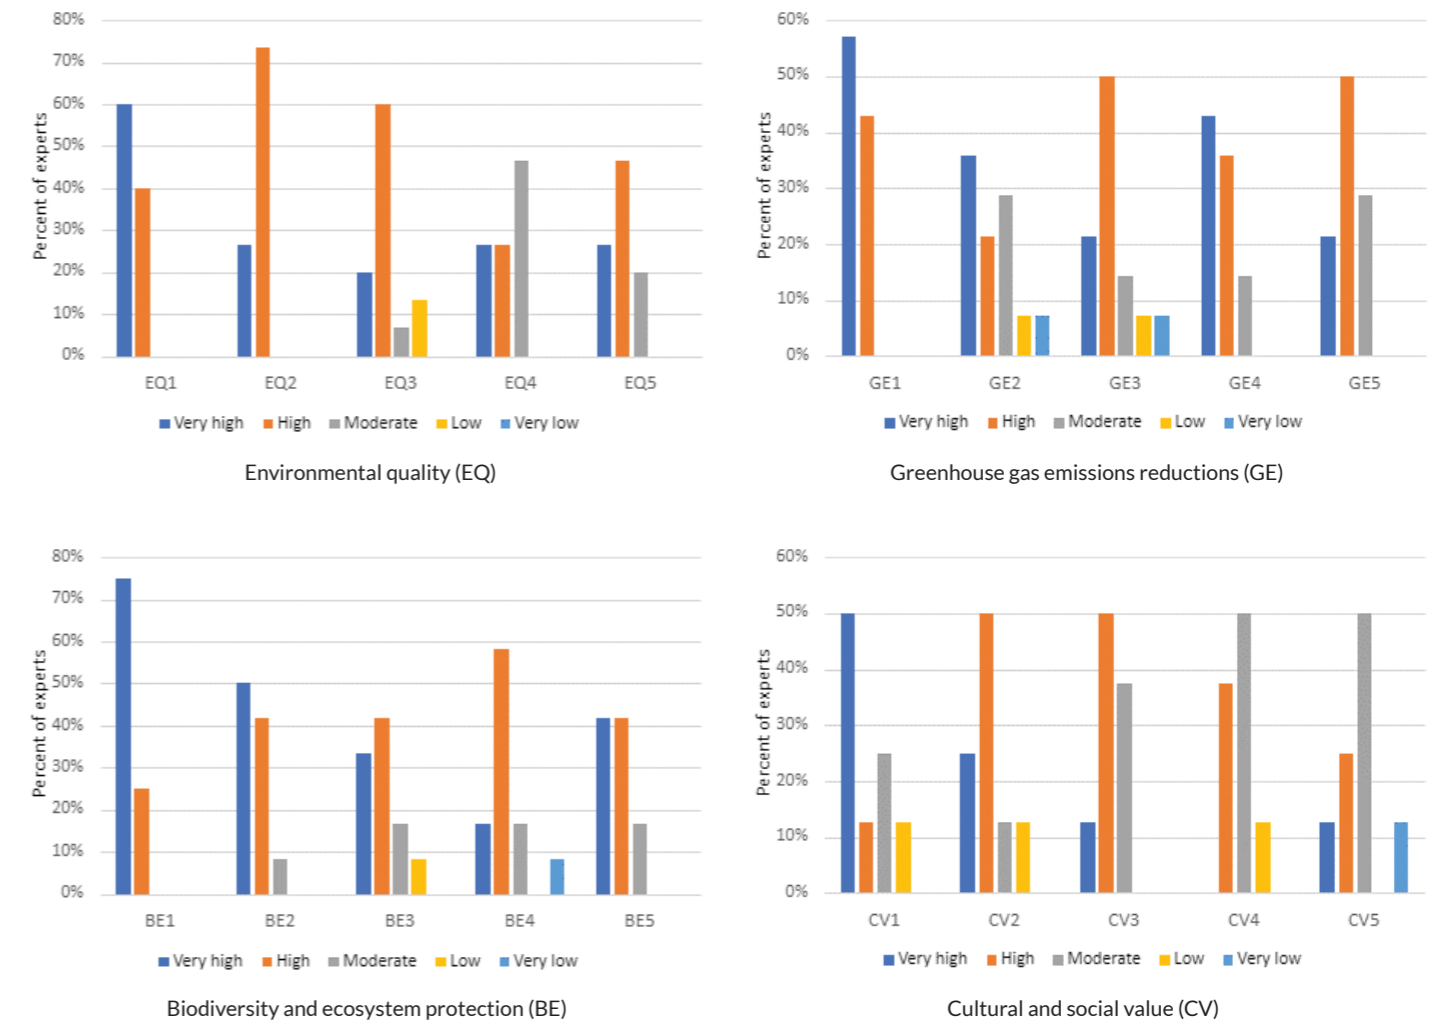 80%
70%
60%
50%
40%
30%
20%
10%
0%
Percent of experts
EQ1 EQ2 EQ3 EQ4 EQ5
Very high High Moderate Low Very low
Environmental quality (EQ)
60%
50%
40%
30%
20%
10%
0%
Percent of experts
GE1 GE2 GE3 GE4 GE5
Very high High Moderate Low Very low
Greenhouse gas emissions reductions (GE)
80%
70%
60%
50%
40%
30%
20%
10%
0%
Percent of experts
BE1 BE2 BE3 BE4 BE5
Very high High Moderate Low Very low
Biodiversity and ecosystem protection (BE)
60%
50%
40%
30%
20%
10%
0%
Percent of experts
CV1 CV2 CV3 CV4 CV5
Very high High Moderate Low Very low
Cultural and social value (CV)